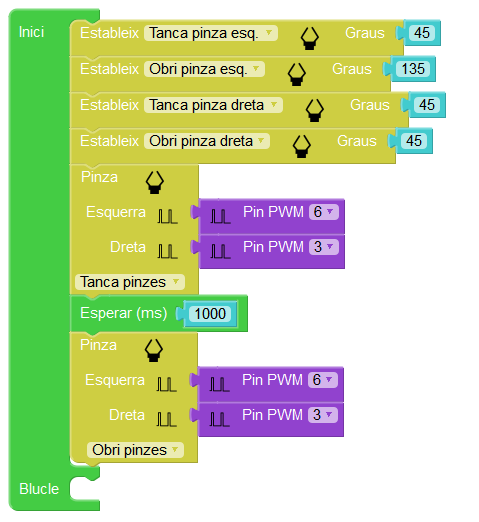 Inici Estableix Tanca pinza esq. Graus 45
Estableix Obri pinza esq. Graus 135
Estableix Tanca pinza dreta Graus 45
Estableix Obri pinza dreta Graus 45
Pinza
Esquerra Pin PWM 6
Dreta Pin PWM 3
Tanca pinzes
Esperar (ms) 1000
Pinza
Esquerra Pin PWM 6
Dreta Pin PWM 3
Obri pinzes
Blucle